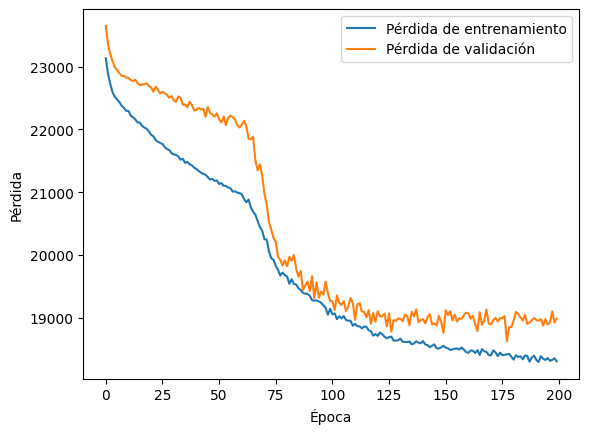 Pérdida de entrenamiento
Pérdida de validación
23000
22000
21000
20000
19000
Pérdida
0 25 50 75 100 125 150 175 200
Época